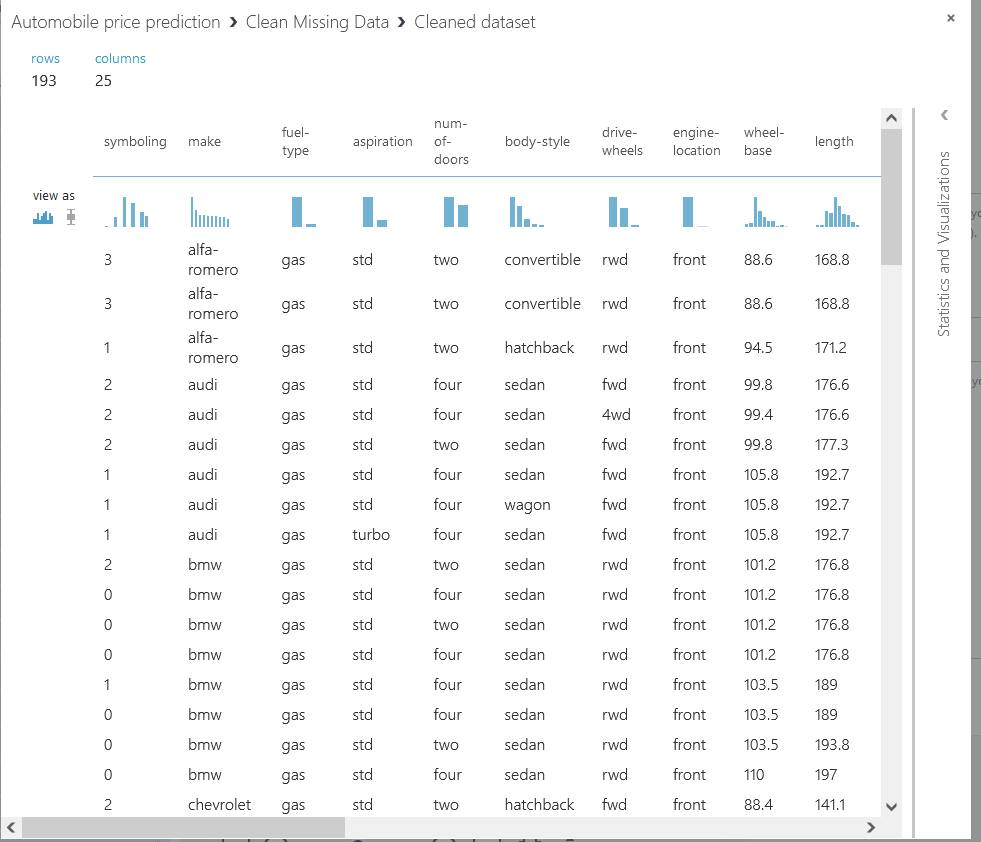 Automobile price prediction › Clean Missing Data › Cleaned dataset
rows columns
193 25
symboling make fuel-type aspiration num-of-doors body-style drive-wheels engine-location wheel-base length
view as
3 alfa-romero gas std two convertible rwd front 88.6 168.8
3 alfa-romero gas std two convertible rwd front 88.6 168.8
1 alfa-romero gas std two hatchback rwd front 94.5 171.2
2 audi gas std four sedan fwd front 99.8 176.6
2 audi gas std four sedan 4wd front 99.4 176.6
2 audi gas std two sedan fwd front 99.8 177.3
1 audi gas std four sedan fwd front 105.8 192.7
1 audi gas std four wagon fwd front 105.8 192.7
1 audi gas turbo four sedan fwd front 105.8 192.7
2 bmw gas std two sedan rwd front 101.2 176.8
0 bmw gas std four sedan rwd front 101.2 176.8
0 bmw gas std two sedan rwd front 101.2 176.8
0 bmw gas std four sedan rwd front 101.2 176.8
1 bmw gas std four sedan rwd front 103.5 189
0 bmw gas std four sedan rwd front 103.5 189
0 bmw gas std two sedan rwd front 103.5 193.8
0 bmw gas std four sedan rwd front 110 197
2 chevrolet gas std two hatchback fwd front 88.4 141.1
Statistics and Visualizations